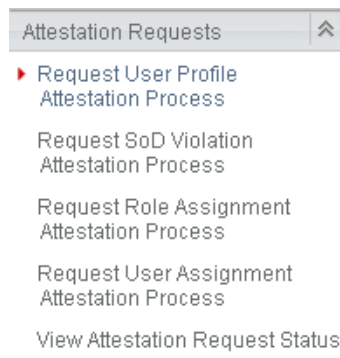 Attestation Requests
Request User Profile
Attestation Process
Request SoD Violation
Attestation Process
Request Role Assignment
Attestation Process
Request User Assignment
Attestation Process
View Attestation Request Status